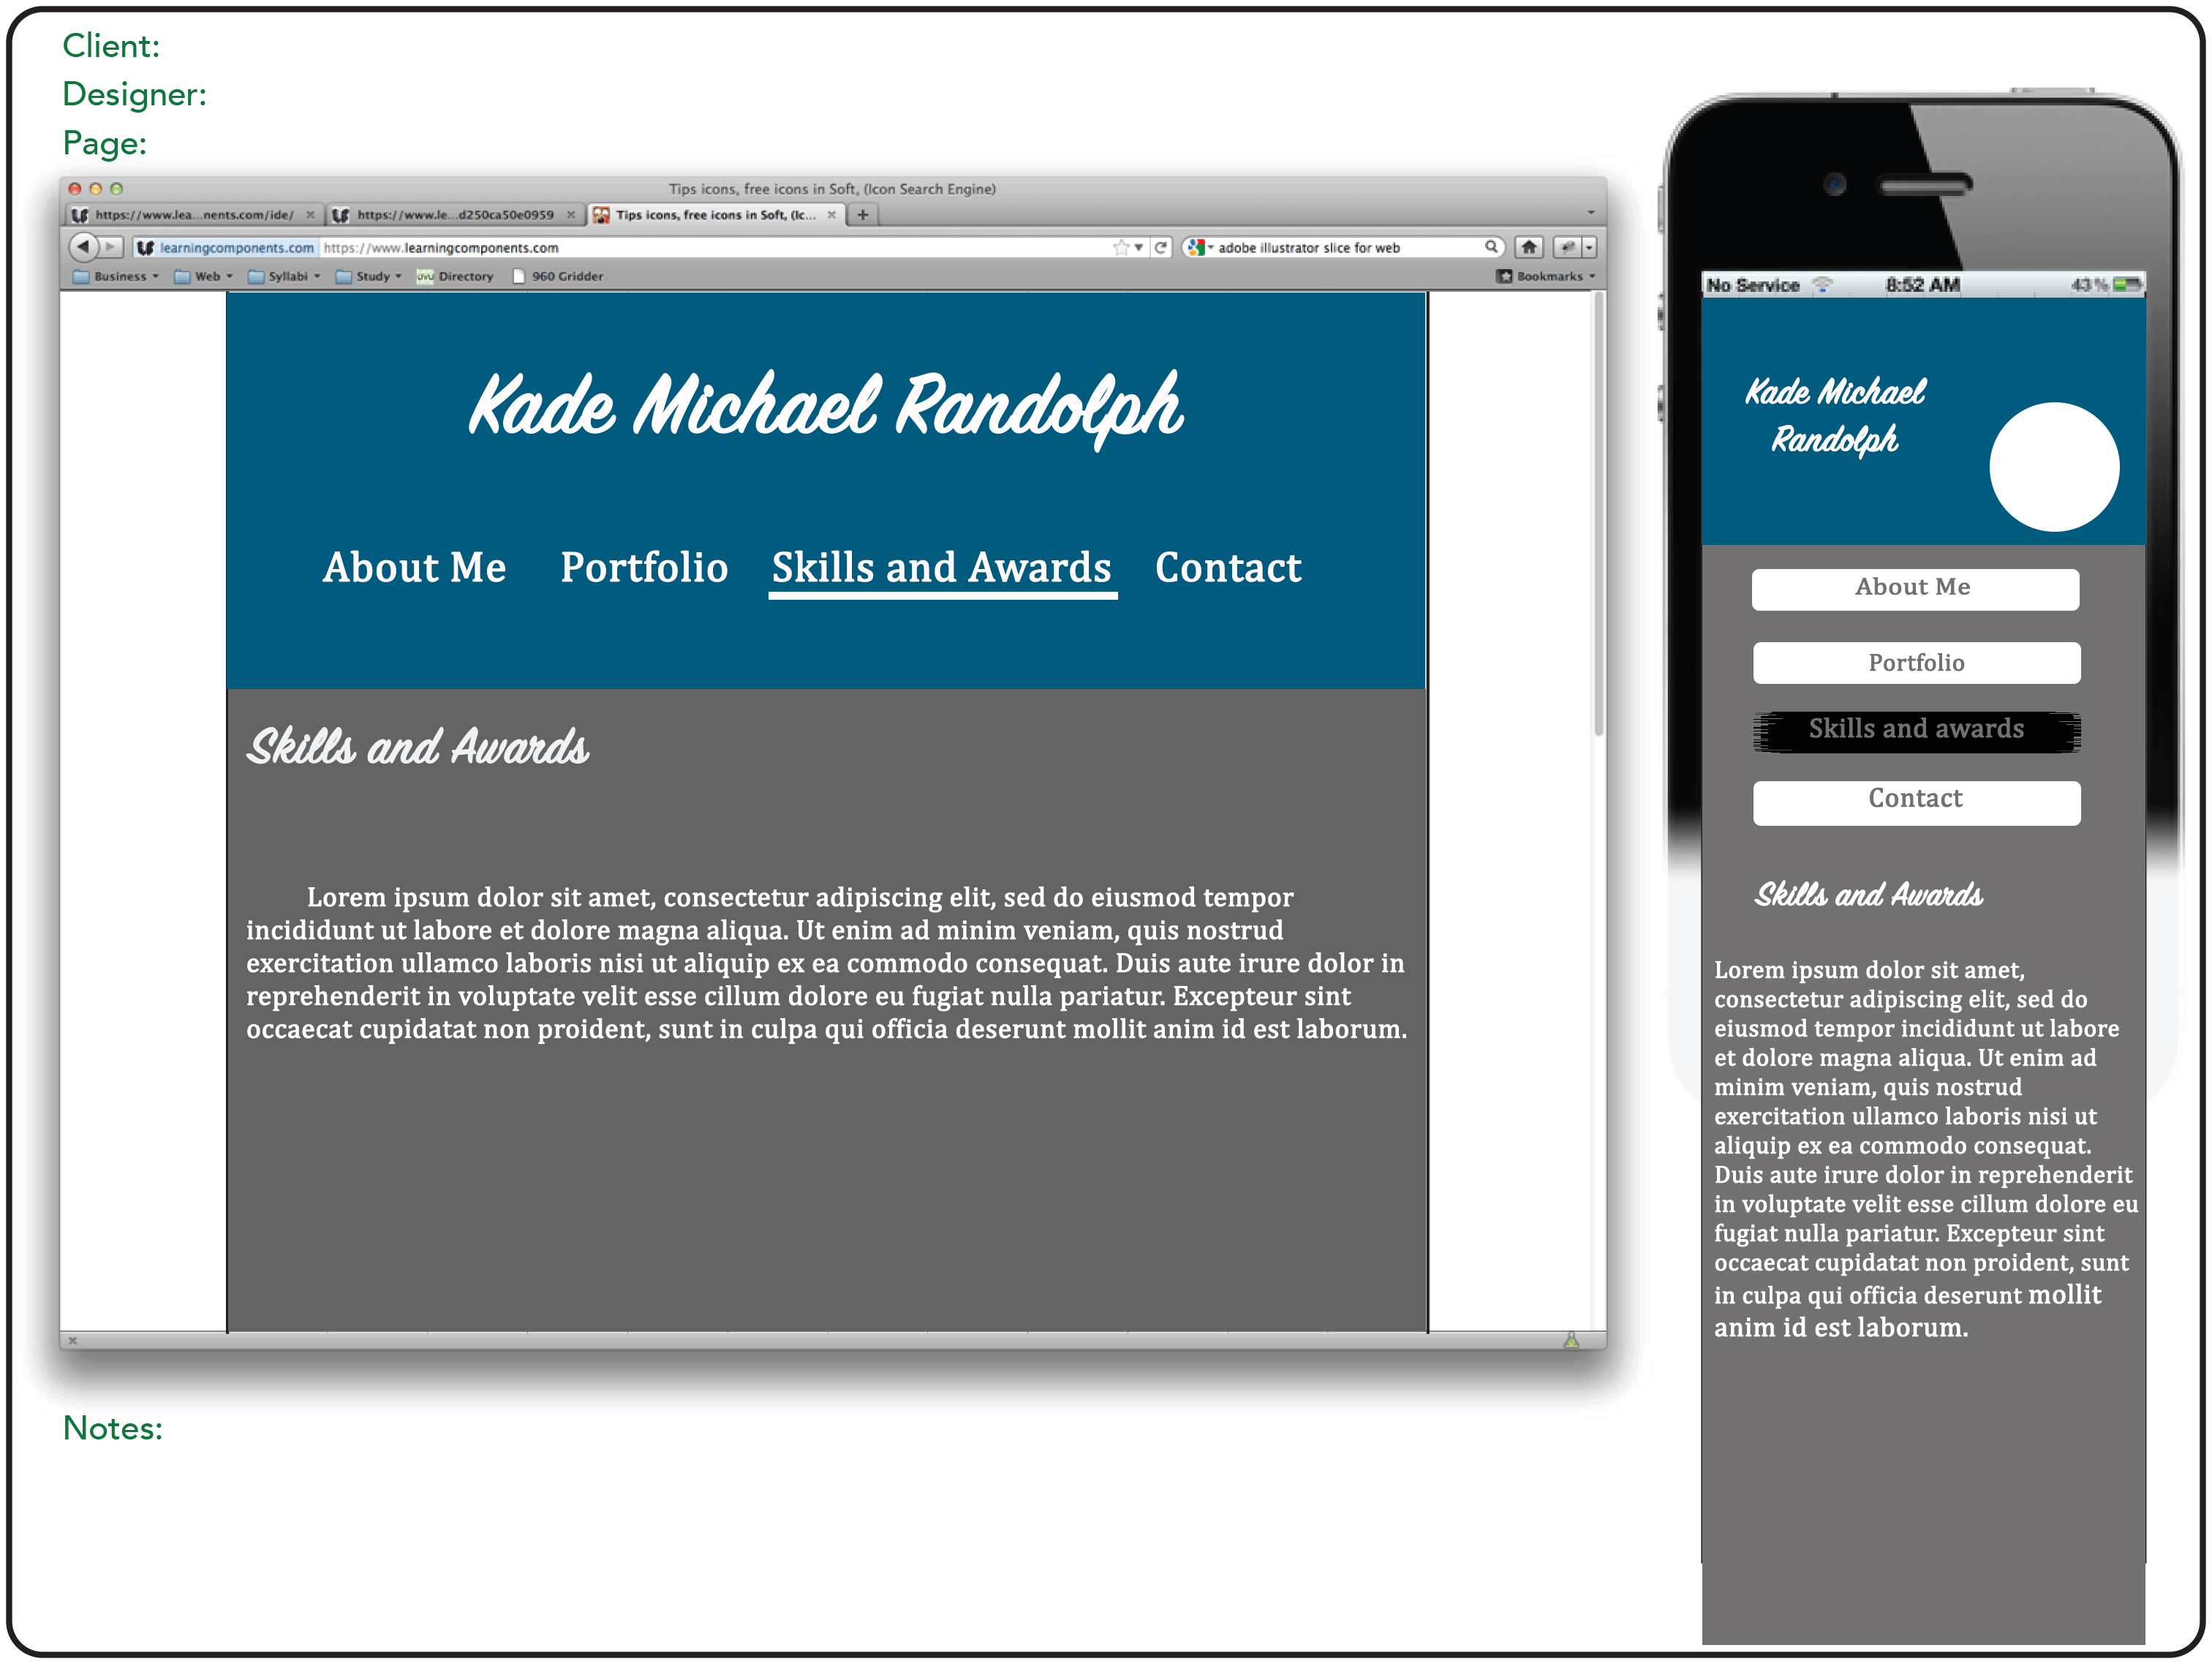 Client:
Designer:
Page:
Tips icons, free icons in Soft, (Icon Search Engine)
https://www.lea...nents.com/ide/
https://www.le...d250ca50e0959
Tips icons, free icons in Soft, (Ic...
learningcomponents.com https://www.learningcomponents.com
adobe illustrator slice for web
Business Web Syllabi Study Directory 960 Gridder Bookmarks
Kade Michael Randolph
About Me Portfolio Skills and Awards Contact
Skills and Awards
Lorem ipsum dolor sit amet, consectetur adipiscing elit, sed do eiusmod tempor
incididunt ut labore et dolore magna aliqua. Ut enim ad minim veniam, quis nostrud
exercitation ullamco laboris nisi ut aliquip ex ea commodo consequat. Duis aute irure dolor in
reprehenderit in voluptate velit esse cillum dolore eu fugiat nulla pariatur. Excepteur sint
occaecat cupidatat non proident, sunt in culpa qui officia deserunt mollit anim id est laborum.
Notes:
No Service 8:52 AM 43%
Kade Michael
Randolph
About Me
Portfolio
Skills and awards
Contact
Skills and Awards
Lorem ipsum dolor sit amet,
consectetur adipiscing elit, sed do
eiusmod tempor incididunt ut labore
et dolore magna aliqua. Ut enim ad
minim veniam, quis nostrud
exercitation ullamco laboris nisi ut
aliquip ex ea commodo consequat.
Duis aute irure dolor in reprehenderit
in voluptate velit esse cillum dolore eu
fugiat nulla pariatur. Excepteur sint
occaecat cupidatat non proident, sunt
in culpa qui officia deserunt mollit
anim id est laborum.